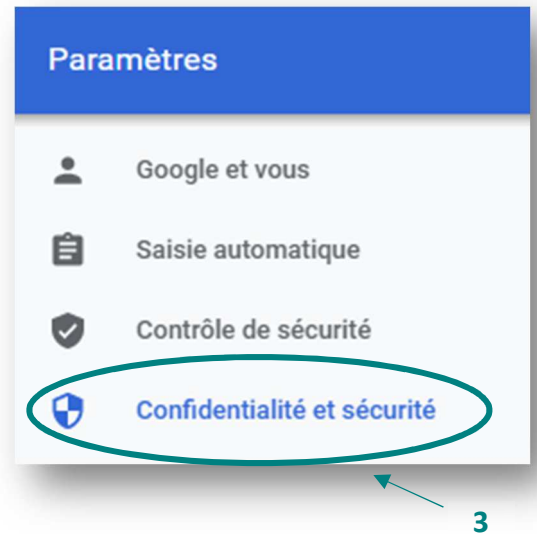 Paramètres
Google et vous
Saisie automatique
Contrôle de sécurité
Confidentialité et sécurité
3